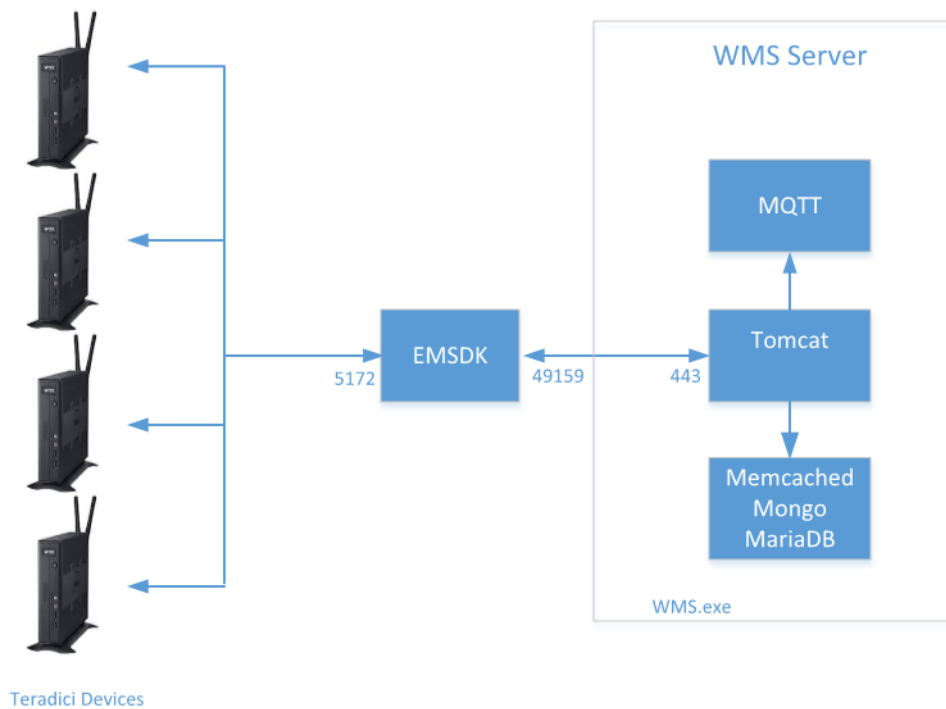 WMS Server
MQTT
Tomcat
EMSDK
5172
49159
443
Memcached
Mongo
MariaDB
WMS.exe
Teradici Devices